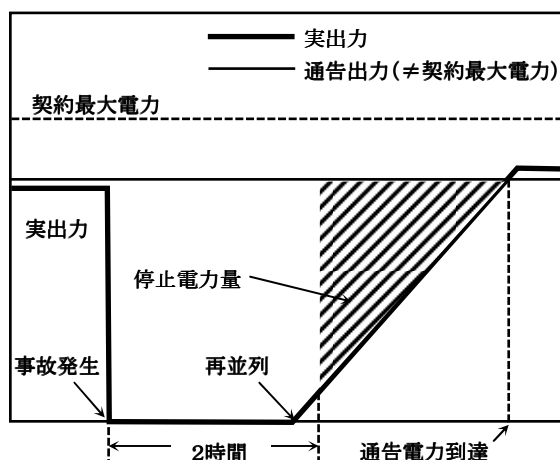 実出力
通告出力（≠契約最大電力）
契約最大電力
実出力
停止電力量
事故発生
再並列
2時間
通告電力到達